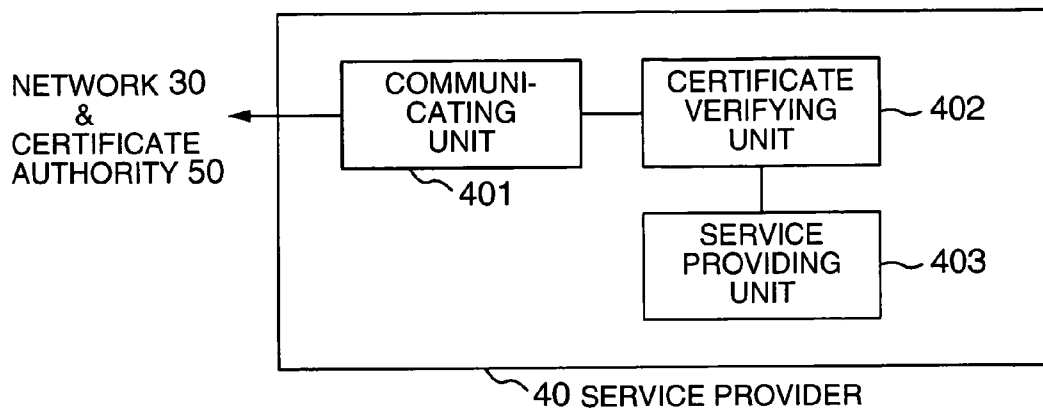 NETWORK 30
&
CERTIFICATE
AUTHORITY 50
COMMUNI-
CATING
UNIT
401
CERTIFICATE
VERIFYING
UNIT
402
SERVICE
PROVIDING
UNIT
403
40 SERVICE PROVIDER